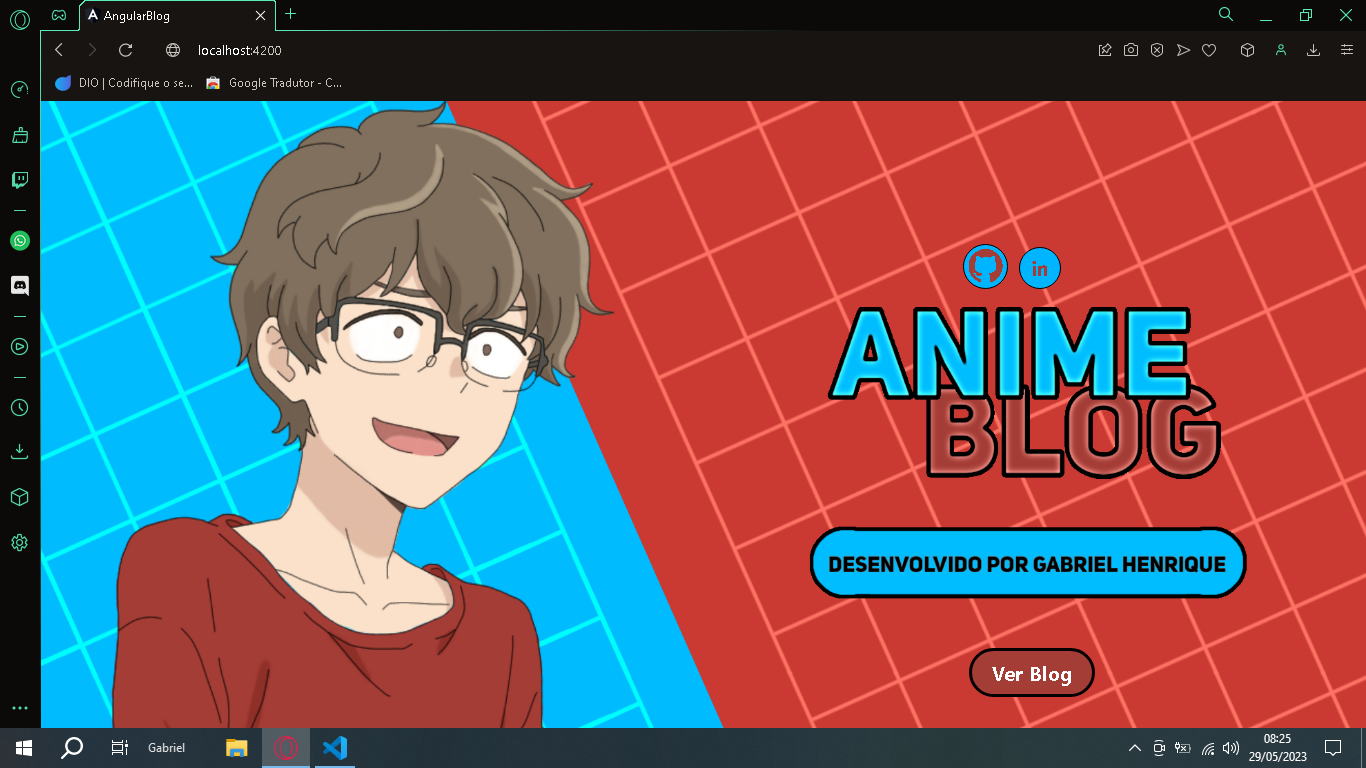 AngularBlog
localhost:4200
DIO | Codifique o se...
Google Tradutor - C...
in
ANIME
BLOG
DESENVOLVIDO POR GABRIEL HENRIQUE
Ver Blog
Gabriel
08:25
29/05/2023